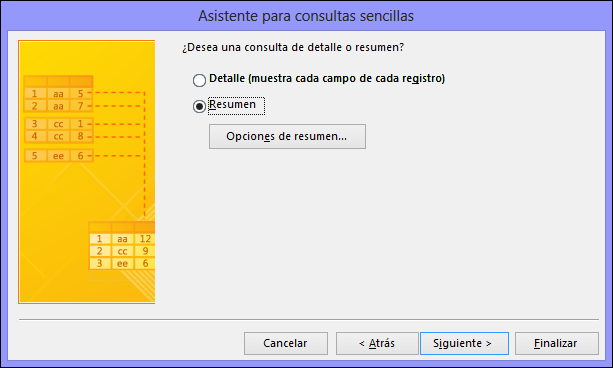 Asistente para consultas sencillas
¿Desea una consulta de detalle o resumen?
Detalle (muestra cada campo de cada registro)
Resumen
Opciones de resumen...
1 aa 5
2 aa 7
3 cc 1
4 cc 8
5 ee 6
1 aa 12
2 cc 9
3 ee 6
Cancelar < Atrás Siguiente > Finalizar